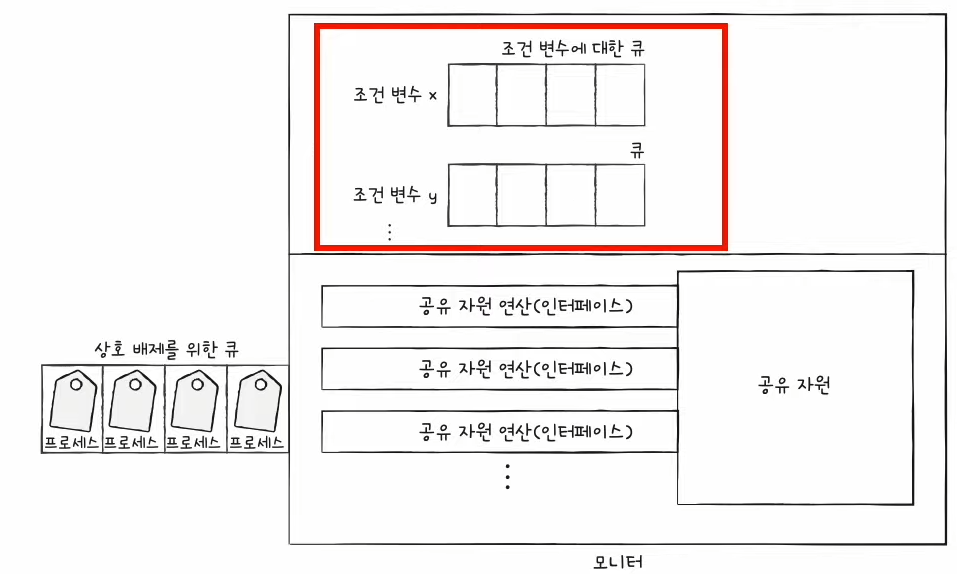 조건 변수에 대한 큐
조건 변수 x
큐
조건 변수 y
⋮
공유 자원 연산(인터페이스)
상호 배제를 위한 큐
공유 자원 연산(인터페이스)
공유 자원
공유 자원 연산(인터페이스)
프로세스 프로세스 프로세스 프로세스
⋮
모니터